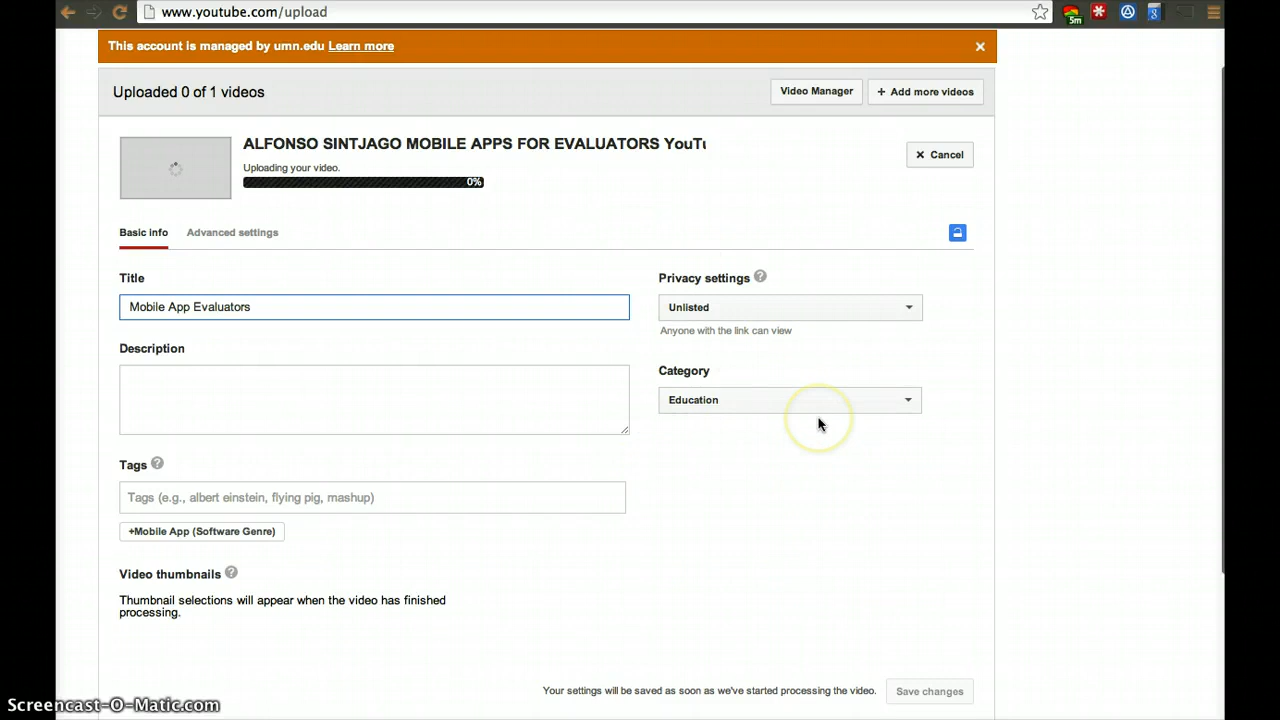 www.youtube.com/upload
5m
This account is managed by umn.edu Learn more
Uploaded 0 of 1 videos
Video Manager
+ Add more videos
ALFONSO SINTJAGO MOBILE APPS FOR EVALUATORS YouTu
Cancel
Uploading your video.
0%
Basic info
Advanced settings
Title
Privacy settings
Mobile App Evaluators
Unlisted
Anyone with the link can view
Description
Category
Education
Tags
Tags (e.g., albert einstein, flying pig, mashup)
+Mobile App (Software Genre)
Video thumbnails
Thumbnail selections will appear when the video has finished
processing.
Your settings will be saved as soon as we've started processing the video.
Save changes
Screencast-O-Matic.com